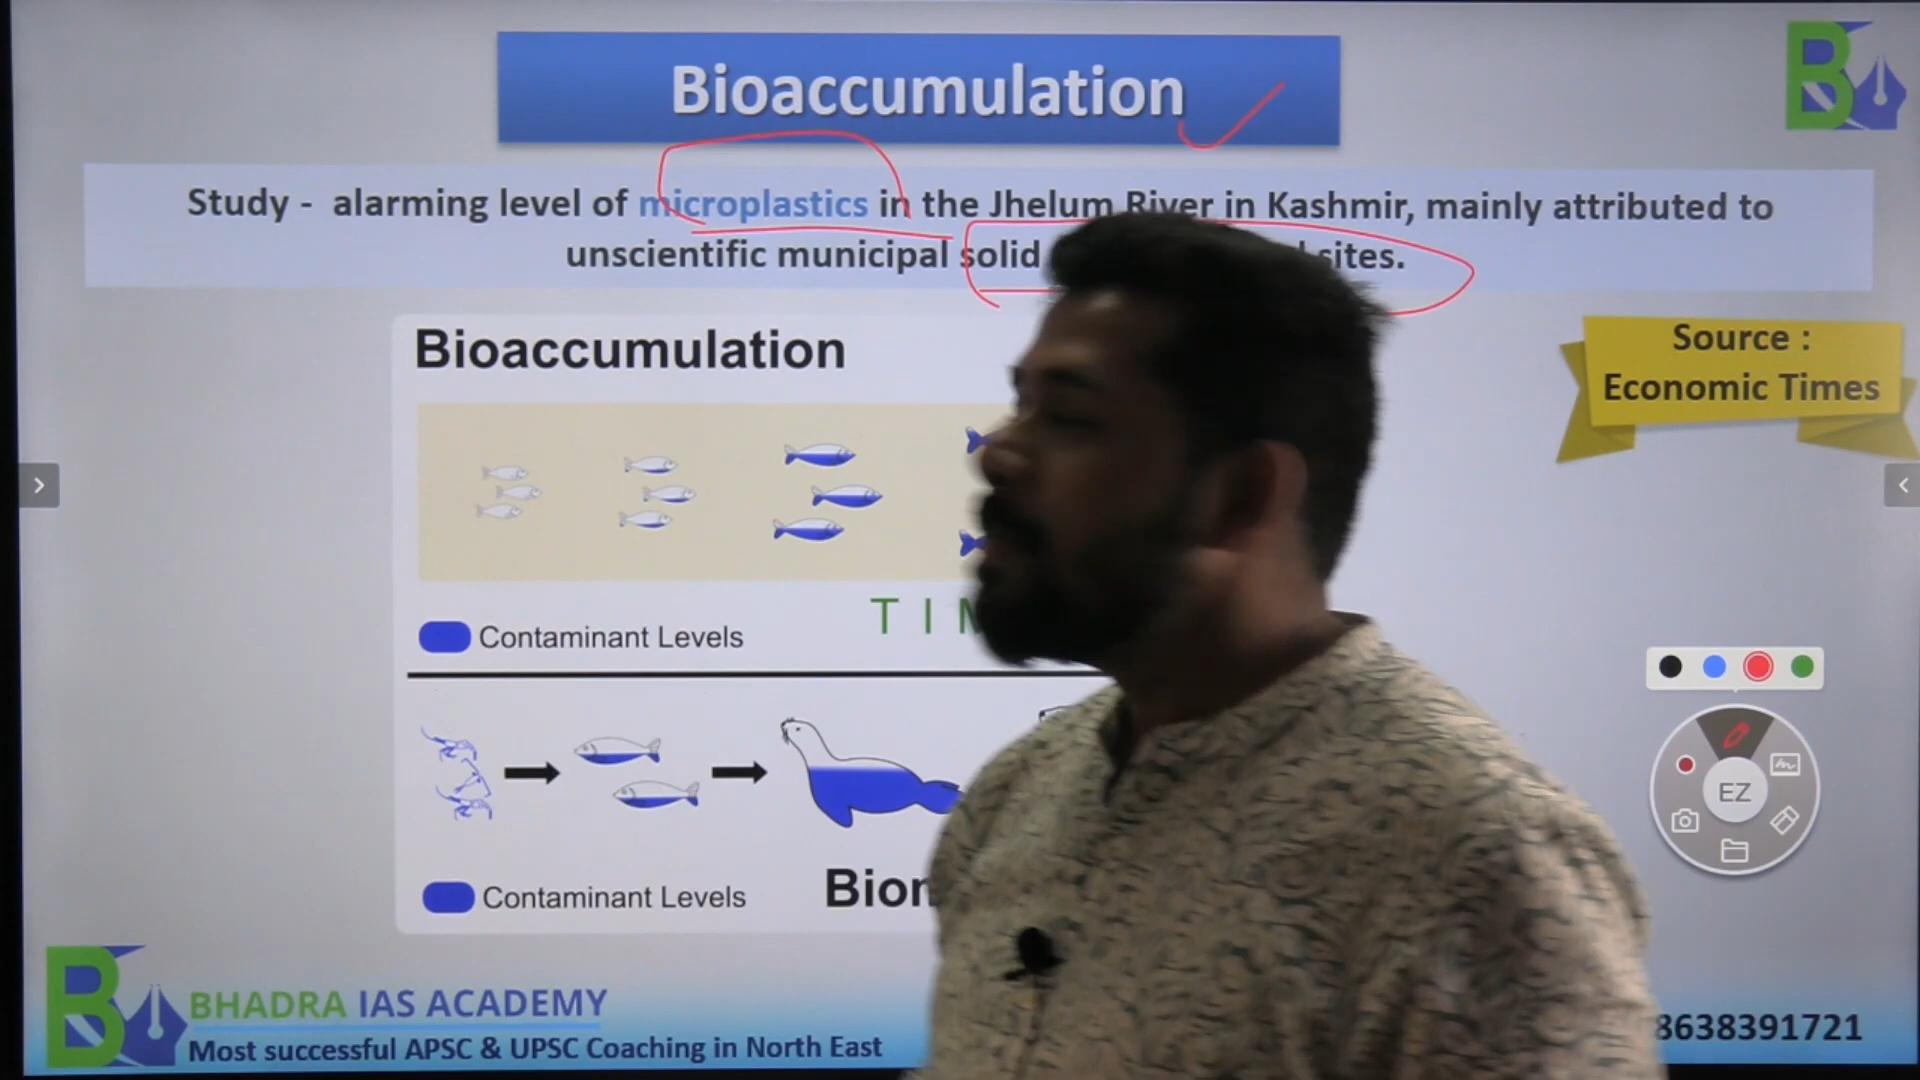 Bioaccumulation
Study - alarming level of microplastics in the Jhelum River in Kashmir, mainly attributed to
unscientific municipal solid sites.
Bioaccumulation
Source :
Economic Times
TIM
Contaminant Levels
Contaminant Levels
EZ
BHADRA IAS ACADEMY
Most successful APSC & UPSC Coaching in North East
8638391721